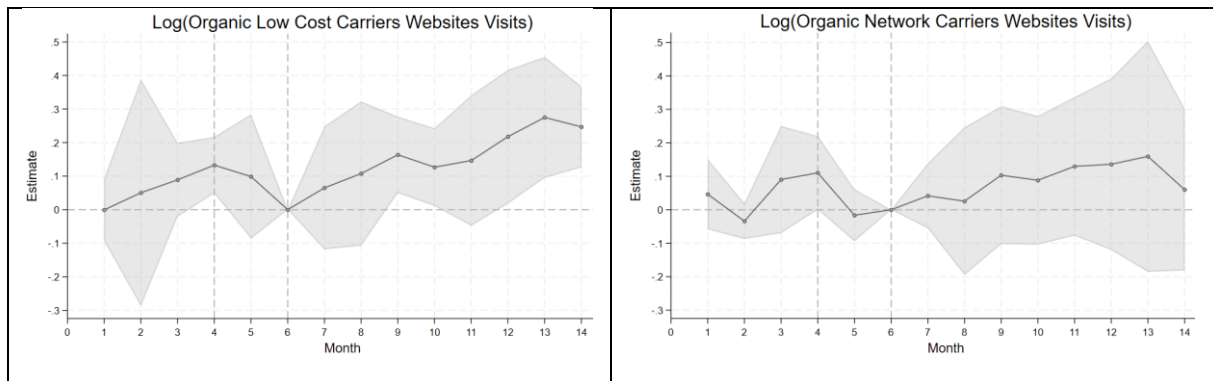 Log(Organic Low Cost Carriers Websites Visits)
.5
.4
.3
.2
.1
0
-.1
-.2
-.3
Estimate
0 1 2 3 4 5 6 7 8 9 10 11 12 13 14
Month
Log(Organic Network Carriers Websites Visits)
.5
.4
.3
.2
.1
0
-.1
-.2
-.3
Estimate
0 1 2 3 4 5 6 7 8 9 10 11 12 13 14
Month